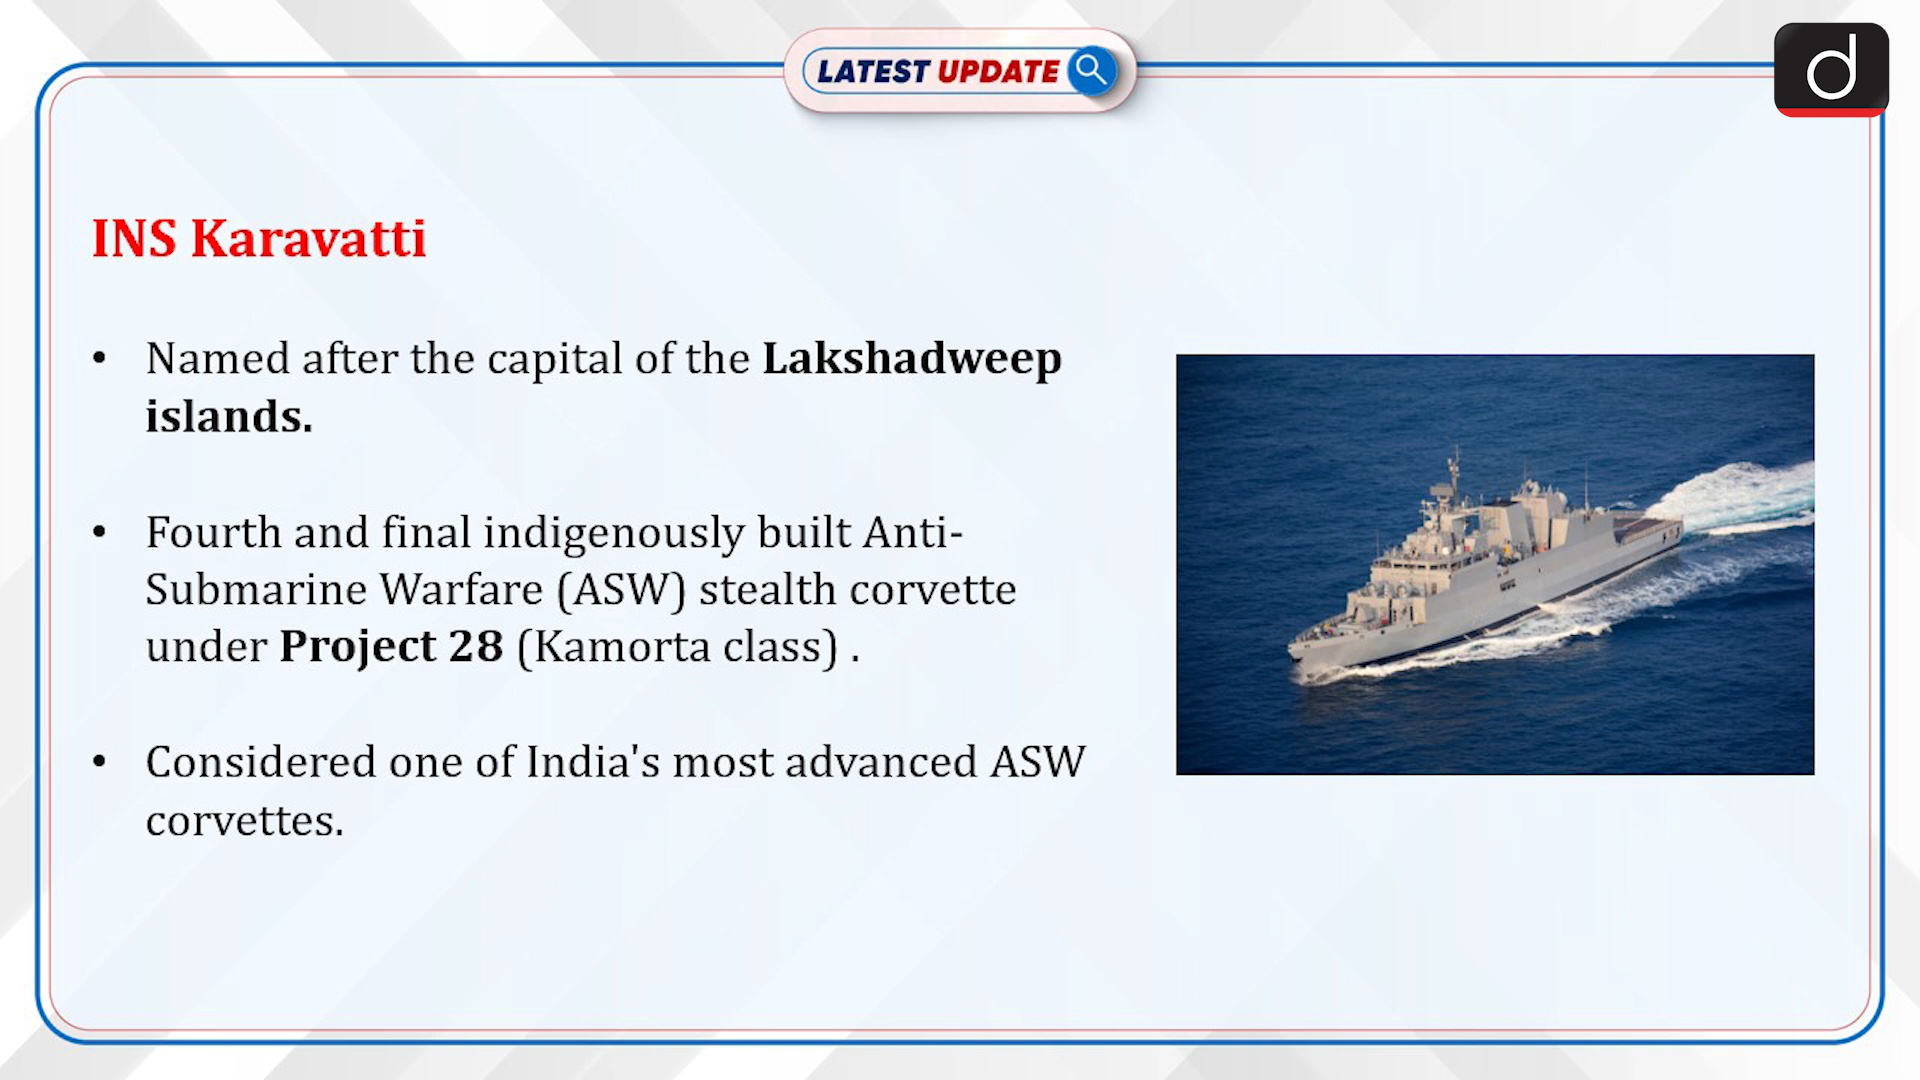 LATEST UPDATE
d
INS Karavatti
• Named after the capital of the Lakshadweep
islands.
• Fourth and final indigenously built Anti-
Submarine Warfare (ASW) stealth corvette
under Project 28 (Kamorta class) .
• Considered one of India's most advanced ASW
corvettes.